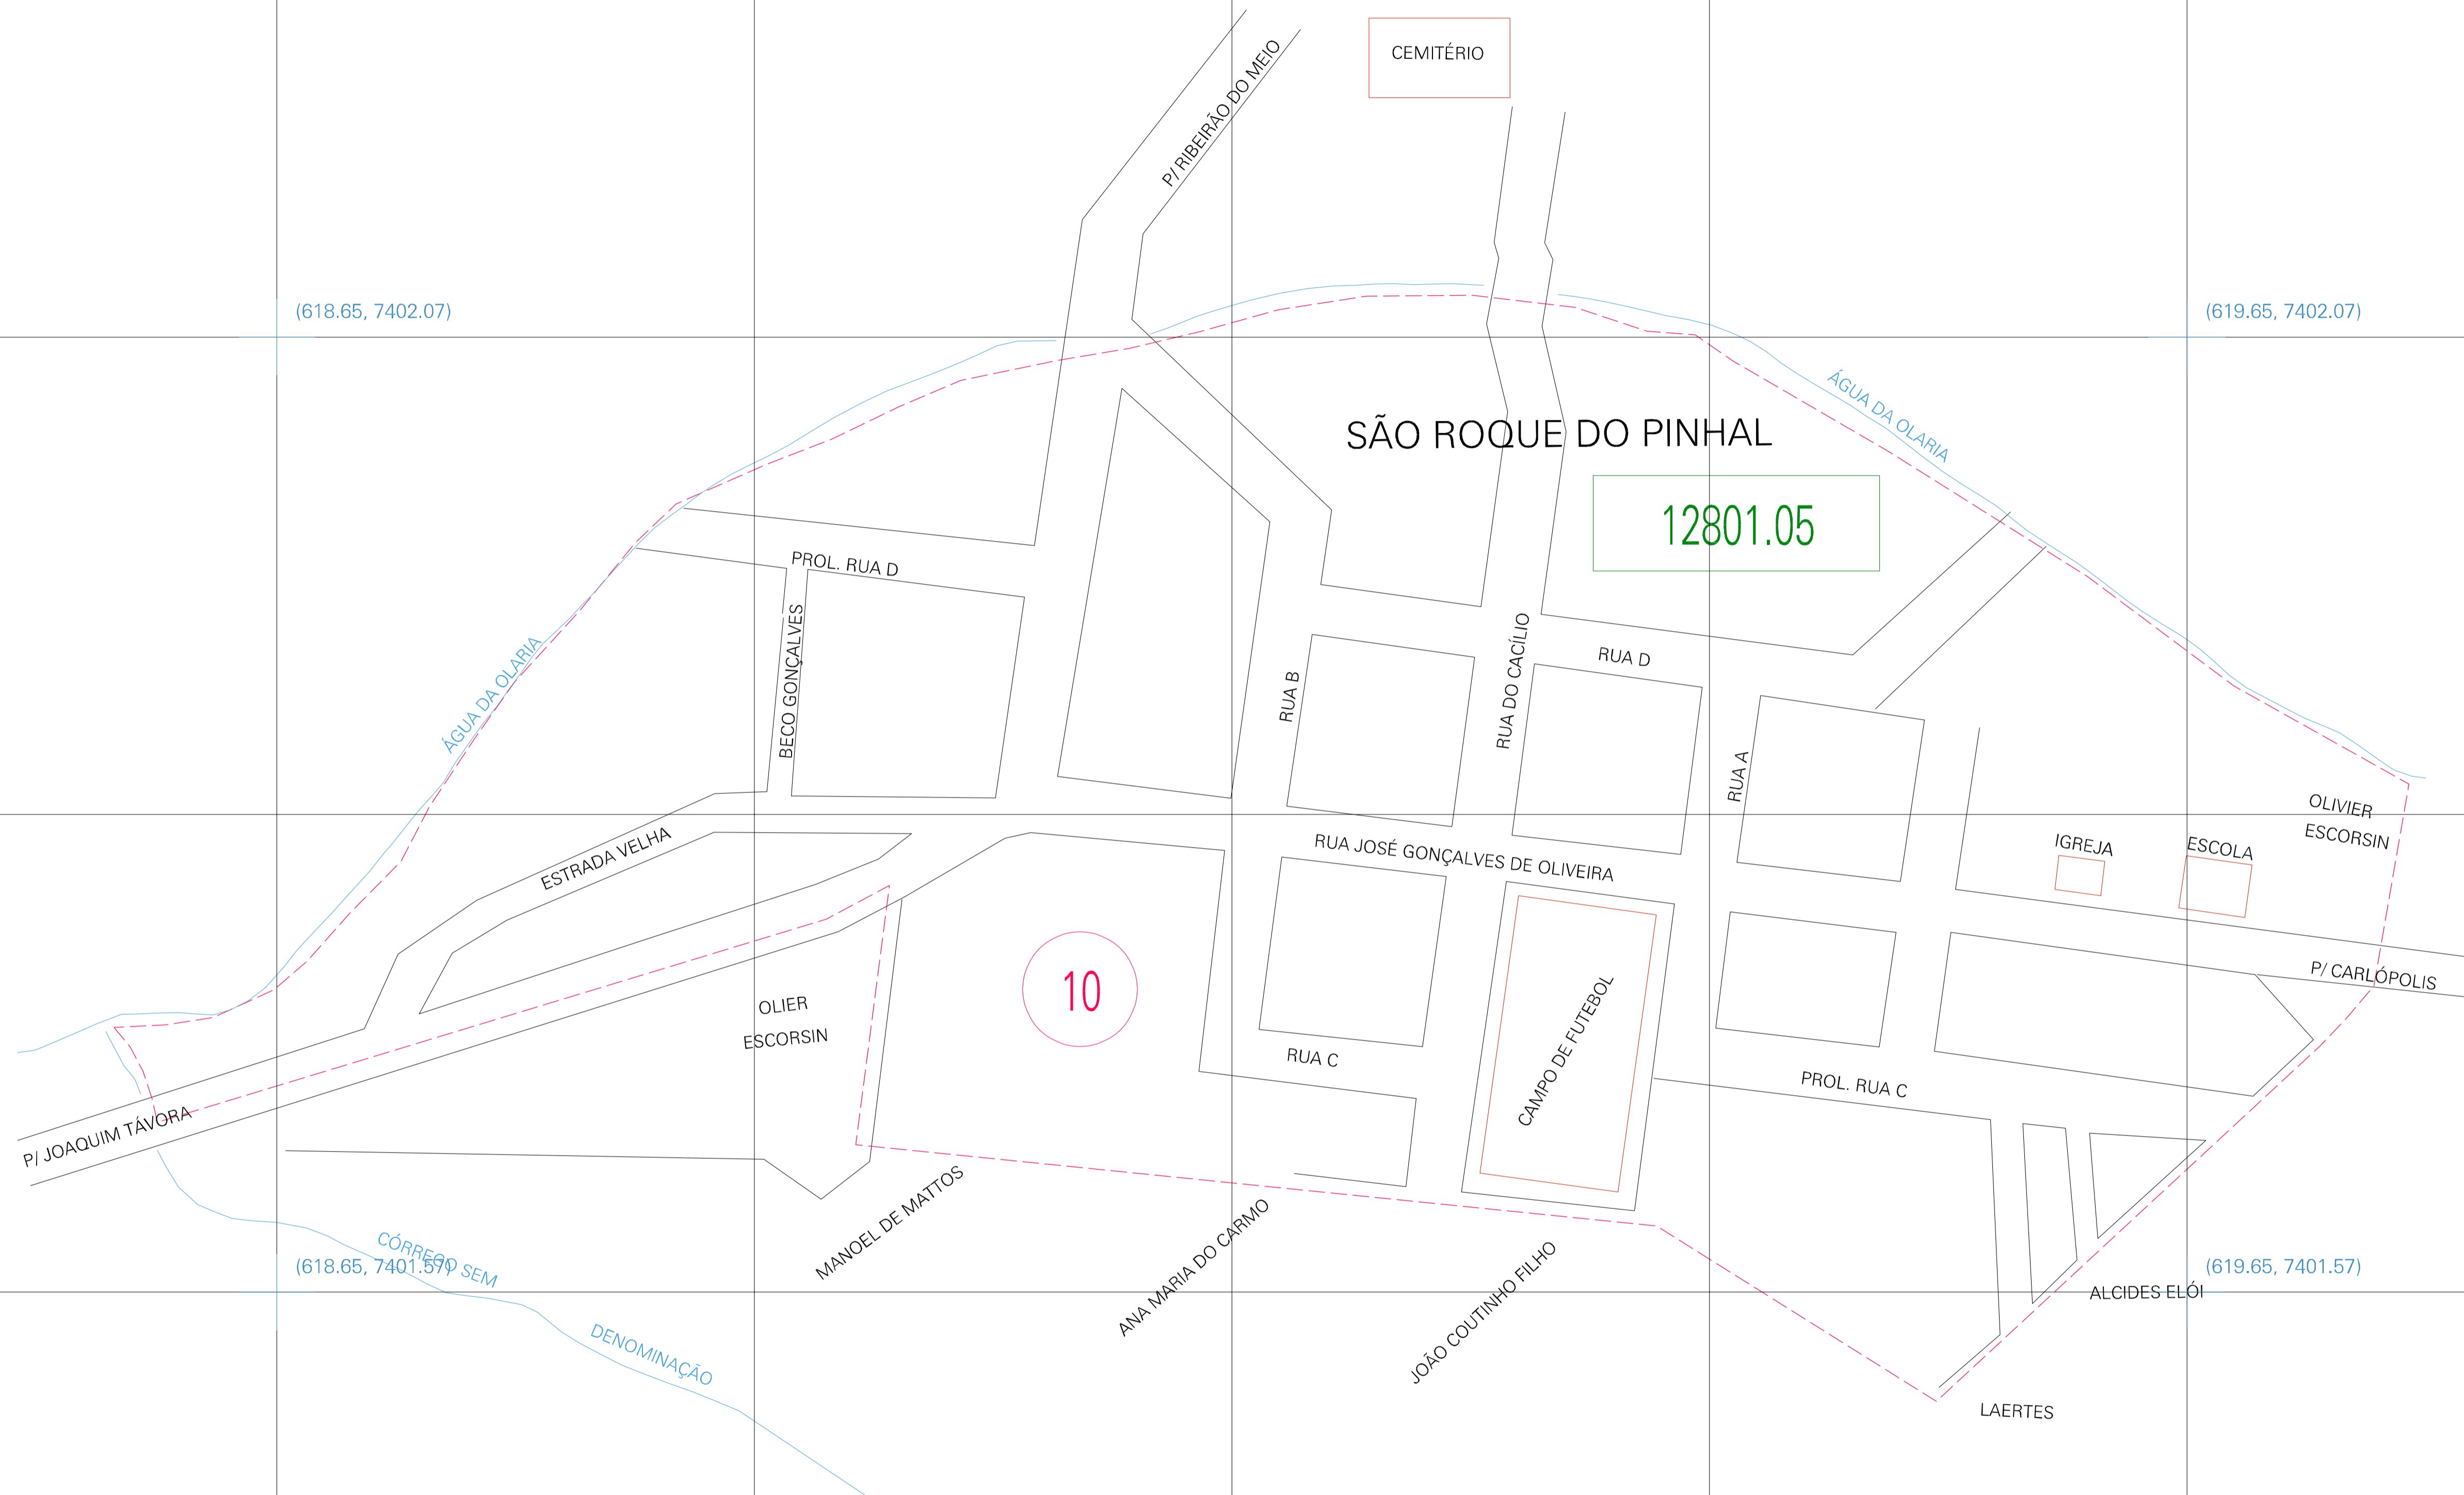 CEMITÉRIO
P/ RIBEIRÃO DO MEIO
(618.65, 7402.07)
(619.65, 7402.07)
ÁGUA DA OLARIA
SÃO ROQUE DO PINHAL
12801.05
PROL. RUA D
BECO GONÇALVES
ÁGUA DA OLARIA
RUA B
RUA DO CACÍLIO
RUA D
RUA A
OLIVIER
ESCORSIN
IGREJA
ESCOLA
ESTRADA VELHA
RUA JOSÉ GONÇALVES DE OLIVEIRA
P/ CARLÓPOLIS
10
OLIER
ESCORSIN
CAMPO DE FUTEBOL
RUA C
PROL. RUA C
P/ JOAQUIM TÁVORA
MANOEL DE MATTOS
ANA MARIA DO CARMO
JOÃO COUTINHO FILHO
CÓRREGO SEM
DENOMINAÇÃO
(618.65, 7401.57)
(619.65, 7401.57)
ALCIDES ELÓI
LAERTES